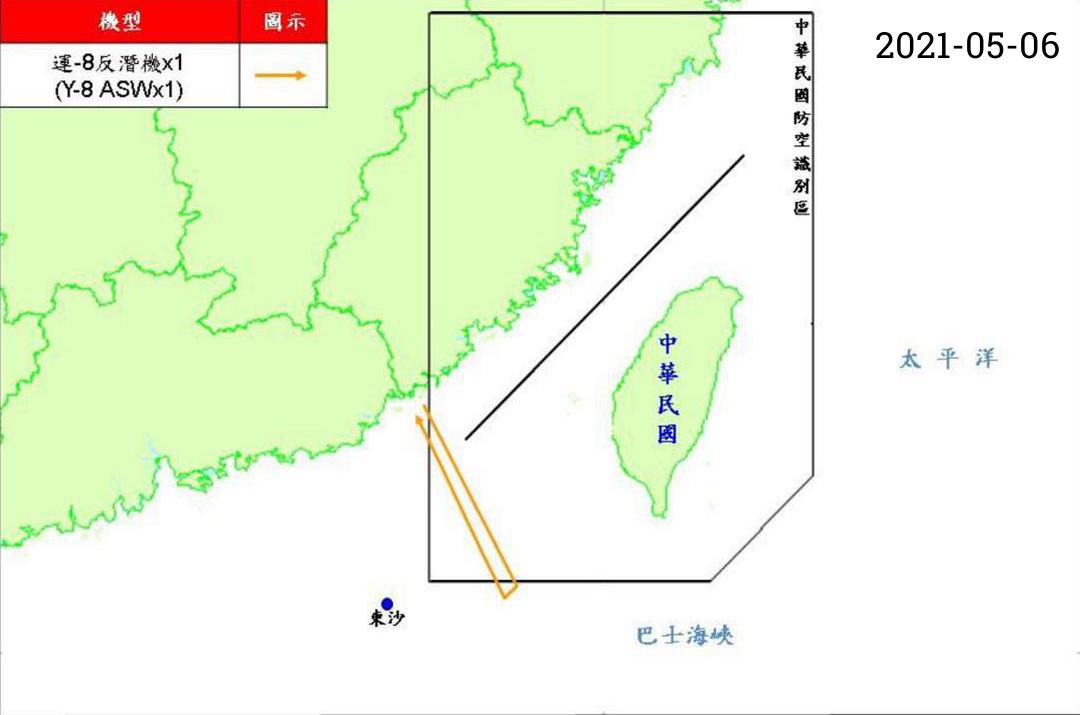 機型
圖示
運-8反潛機x1
(Y-8 ASWx1)
2021-05-06
中華民國防空識別區
中華民國
太平洋
東沙
巴士海峽